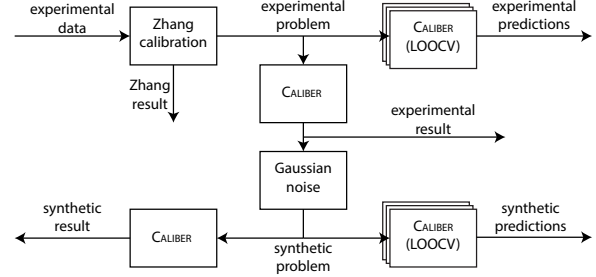 experimental
data
Zhang
calibration
experimental
problem
CALIBER
(LOOCV)
experimental
predictions
Zhang
result
CALIBER
experimental
result
Gaussian
noise
synthetic
result
CALIBER
synthetic
problem
CALIBER
(LOOCV)
synthetic
predictions